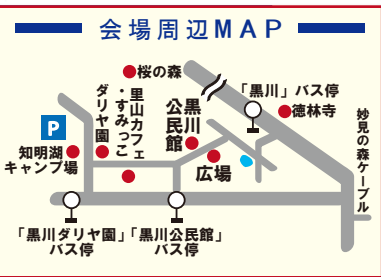 会場周辺MAP
桜の森
「黒川」バス停
徳林寺
ダリヤ園
里山カフェ
・すみっこ
黒川
公民館
広場
P
知明湖
キャンプ場
妙見の森ケーブル
「黒川ダリヤ園」
バス停
「黒川公民館」
バス停